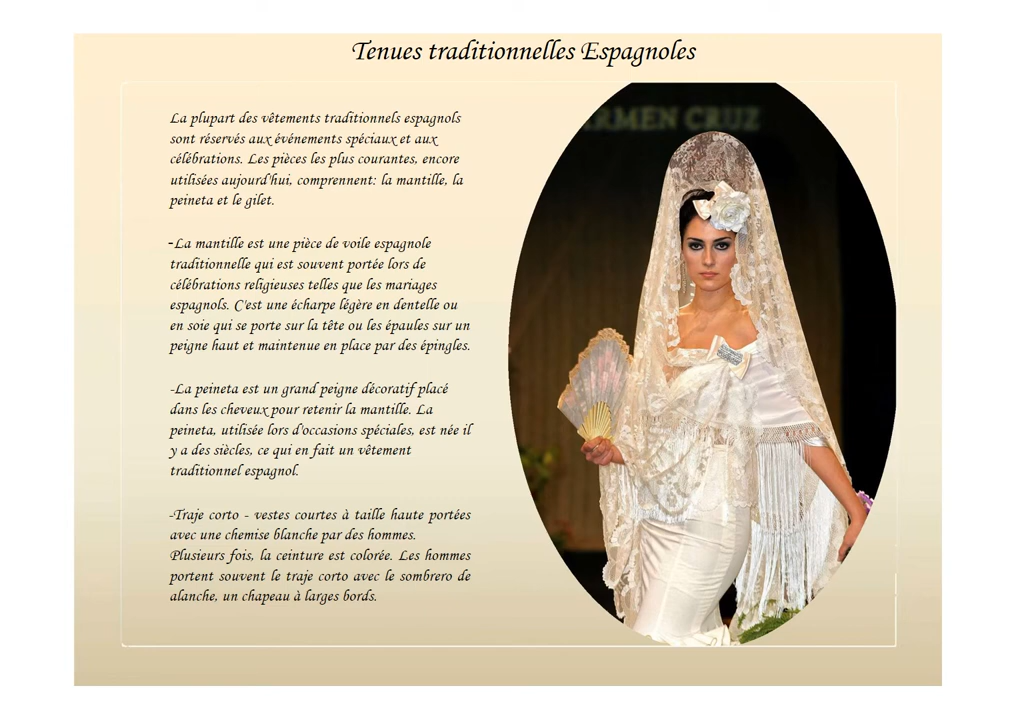 Tenues traditionnelles Espagnoles
La plupart des vêtements traditionnels espagnols
sont réservés aux événements spéciaux et aux
célébrations. Les pièces les plus courantes, encore
utilisées aujourd'hui, comprennent: la mantille, la
peineta et le gilet.
-La mantille est une pièce de voile espagnole
traditionnelle qui est souvent portée lors de
célébrations religieuses telles que les mariages
espagnols. C'est une écharpe légère en dentelle ou
en soie qui se porte sur la tête ou les épaules sur un
peigne haut et maintenue en place par des épingles.
-La peineta est un grand peigne décoratif placé
dans les cheveux pour retenir la mantille. La
peineta, utilisée lors d'occasions spéciales, est née il
y a des siècles, ce qui en fait un vêtement
traditionnel espagnol.
-Traje corto - vestes courtes à taille haute portées
avec une chemise blanche par des hommes.
Plusieurs fois, la ceinture est colorée. Les hommes
portent souvent le traje corto avec le sombrero de
alanche, un chapeau à larges bords.
RMEN CRUZ